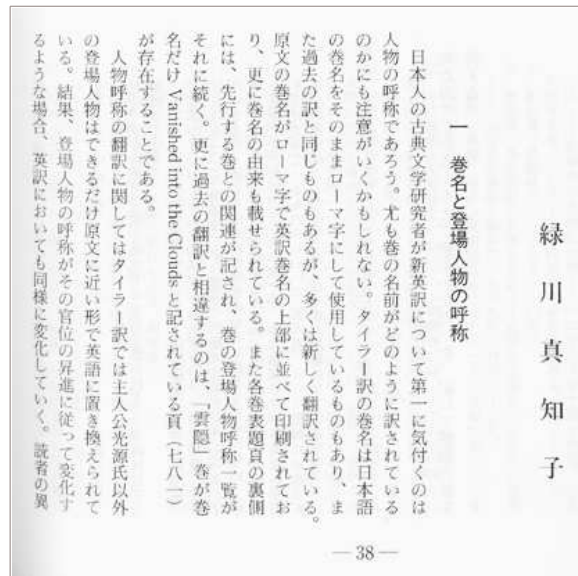 緑川真知子
一　巻名と登場人物の呼称
日本人の古典文学研究者が新英訳について第一に気付くのは
人物の呼称であろう。尤も巻の名前がどのように訳されている
のかにも注意がいくかもしれない。タイラー訳の巻名は日本語
の巻名をそのままローマ字にして使用しているものもあり、ま
た過去の訳と同じものもあるが、多くは新しく翻訳されている。
原文の巻名がローマ字で英訳巻名の上部に並べて印刷されてお
り、更に巻名の由来も載せられている。また各巻表題頁の裏側
には、先行する巻との関連が記され、巻の登場人物呼称一覧が
それに続く。更に過去の翻訳と相違するのは、「雲隠」巻が巻
名だけ Vanished into the Clouds と記されている頁（七八一）
が存在することである。
人物呼称の翻訳に関してはタイラー訳では主人公光源氏以外
の登場人物はできるだけ原文に近い形で英語に置き換えられて
いる。結果、登場人物の呼称がその官位の昇進に従って変化す
るような場合、英訳においても同様に変化していく。読者の異
— 38 —